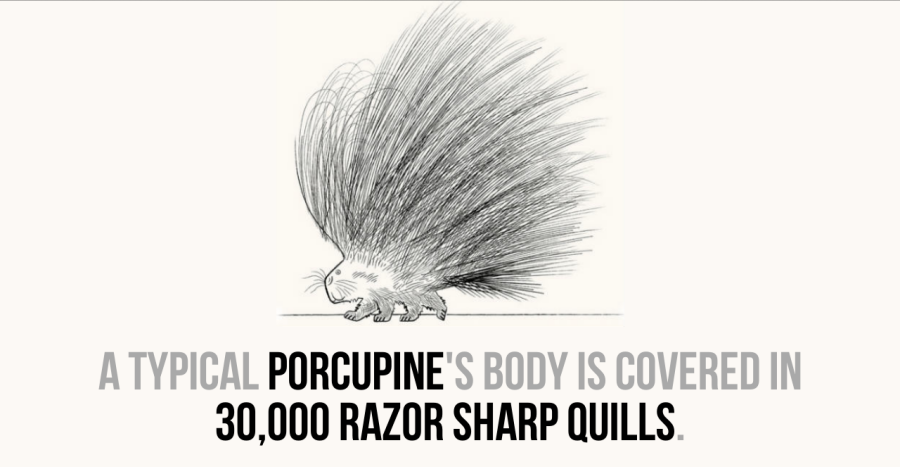 A TYPICAL PORCUPINE'S BODY IS COVERED IN
30,000 RAZOR SHARP QUILLS.